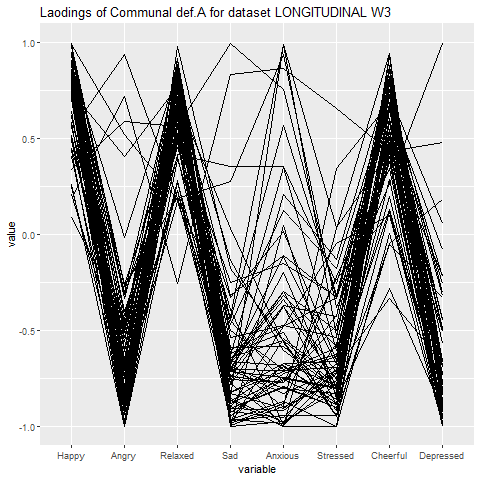 Laodings of Communal def.A for dataset LONGITUDINAL W3
1.0
0.5
0.0
-0.5
-1.0
value
Happy Angry Relaxed Sad Anxious Stressed Cheerful Depressed
variable